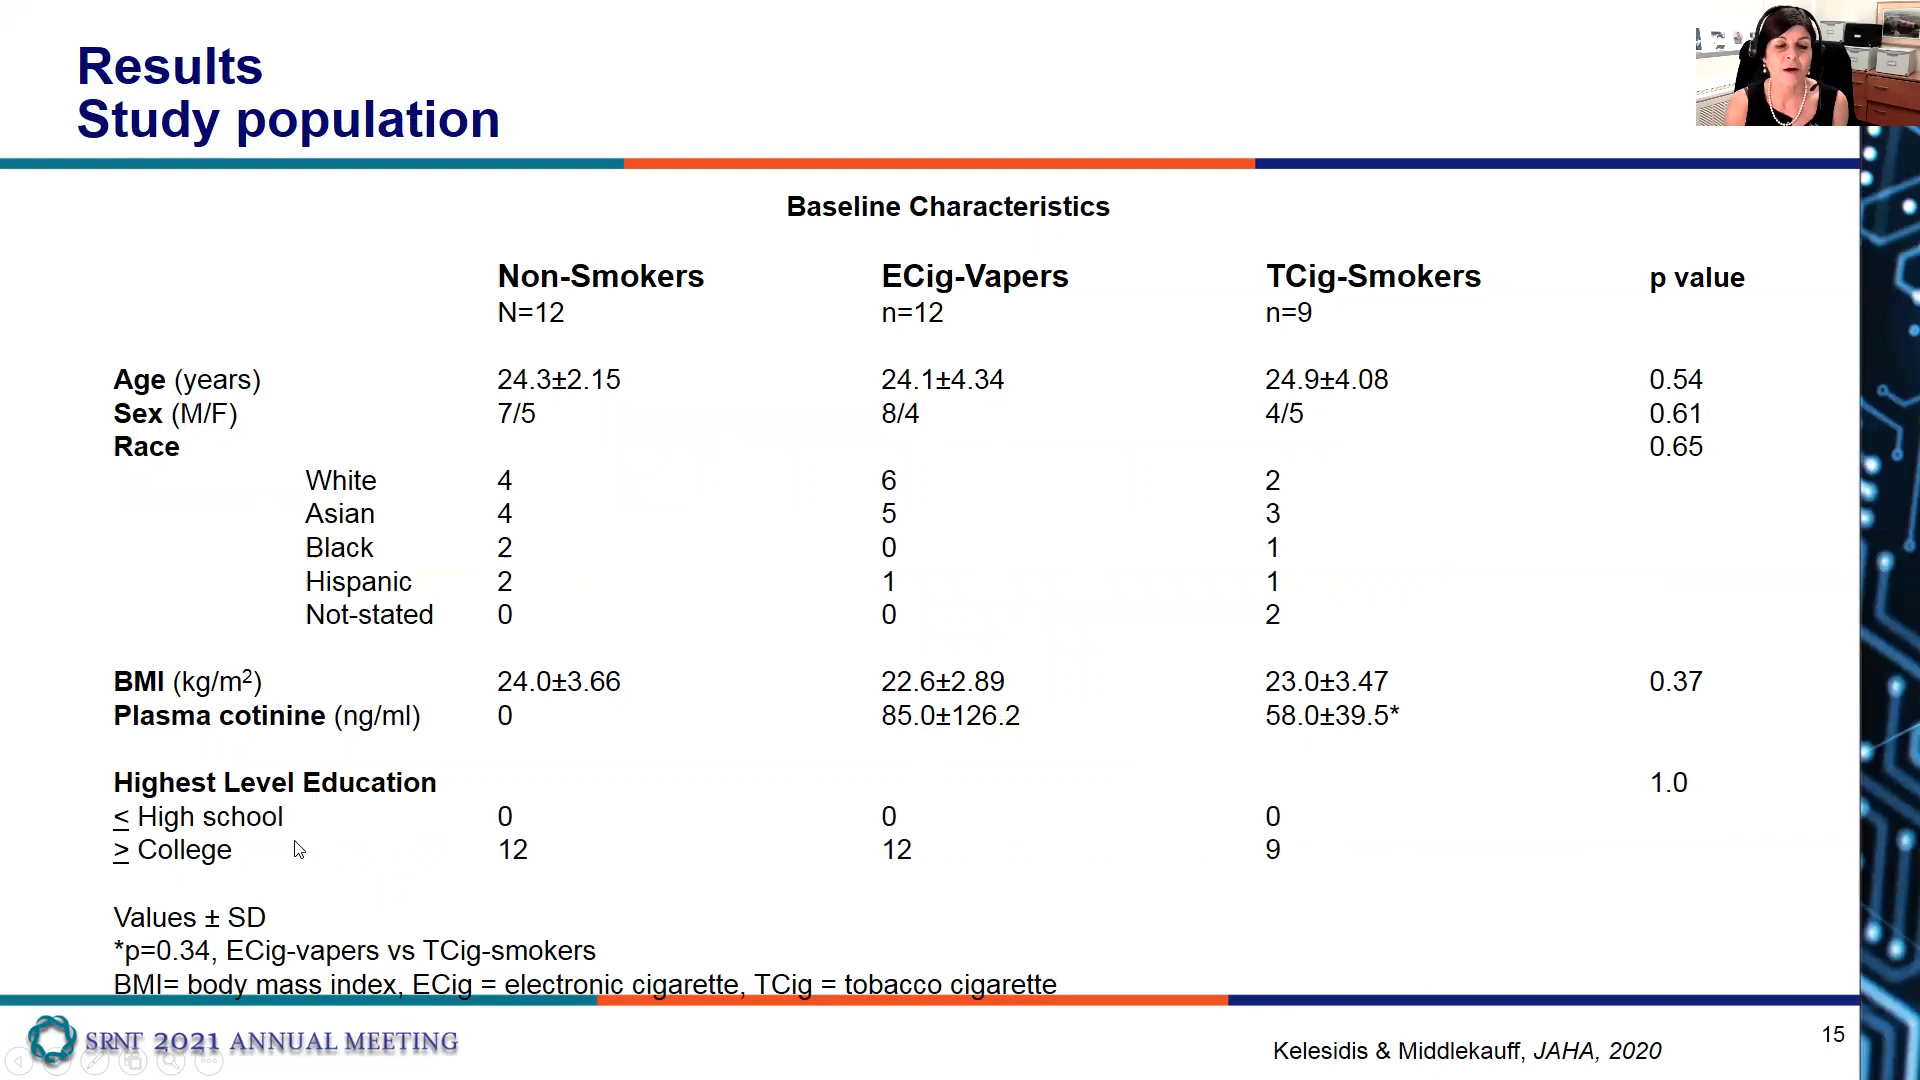 Results
Study population
Baseline Characteristics
Non-Smokers ECig-Vapers TCig-Smokers p value
N=12 n=12 n=9
Age (years) 24.3±2.15 24.1±4.34 24.9±4.08 0.54
Sex (M/F) 7/5 8/4 4/5 0.61
Race 0.65
White 4 6 2
Asian 4 5 3
Black 2 0 1
Hispanic 2 1 1
Not-stated 0 0 2
BMI (kg/m²) 24.0±3.66 22.6±2.89 23.0±3.47 0.37
Plasma cotinine (ng/ml) 0 85.0±126.2 58.0±39.5*
Highest Level Education 1.0
≤ High school 0 0 0
≥ College 12 12 9
Values ± SD
*p=0.34, ECig-vapers vs TCig-smokers
BMI= body mass index, ECig = electronic cigarette, TCig = tobacco cigarette
SRNT 2021 ANNUAL MEETING
Kelesidis & Middlekauff, JAHA, 2020
15